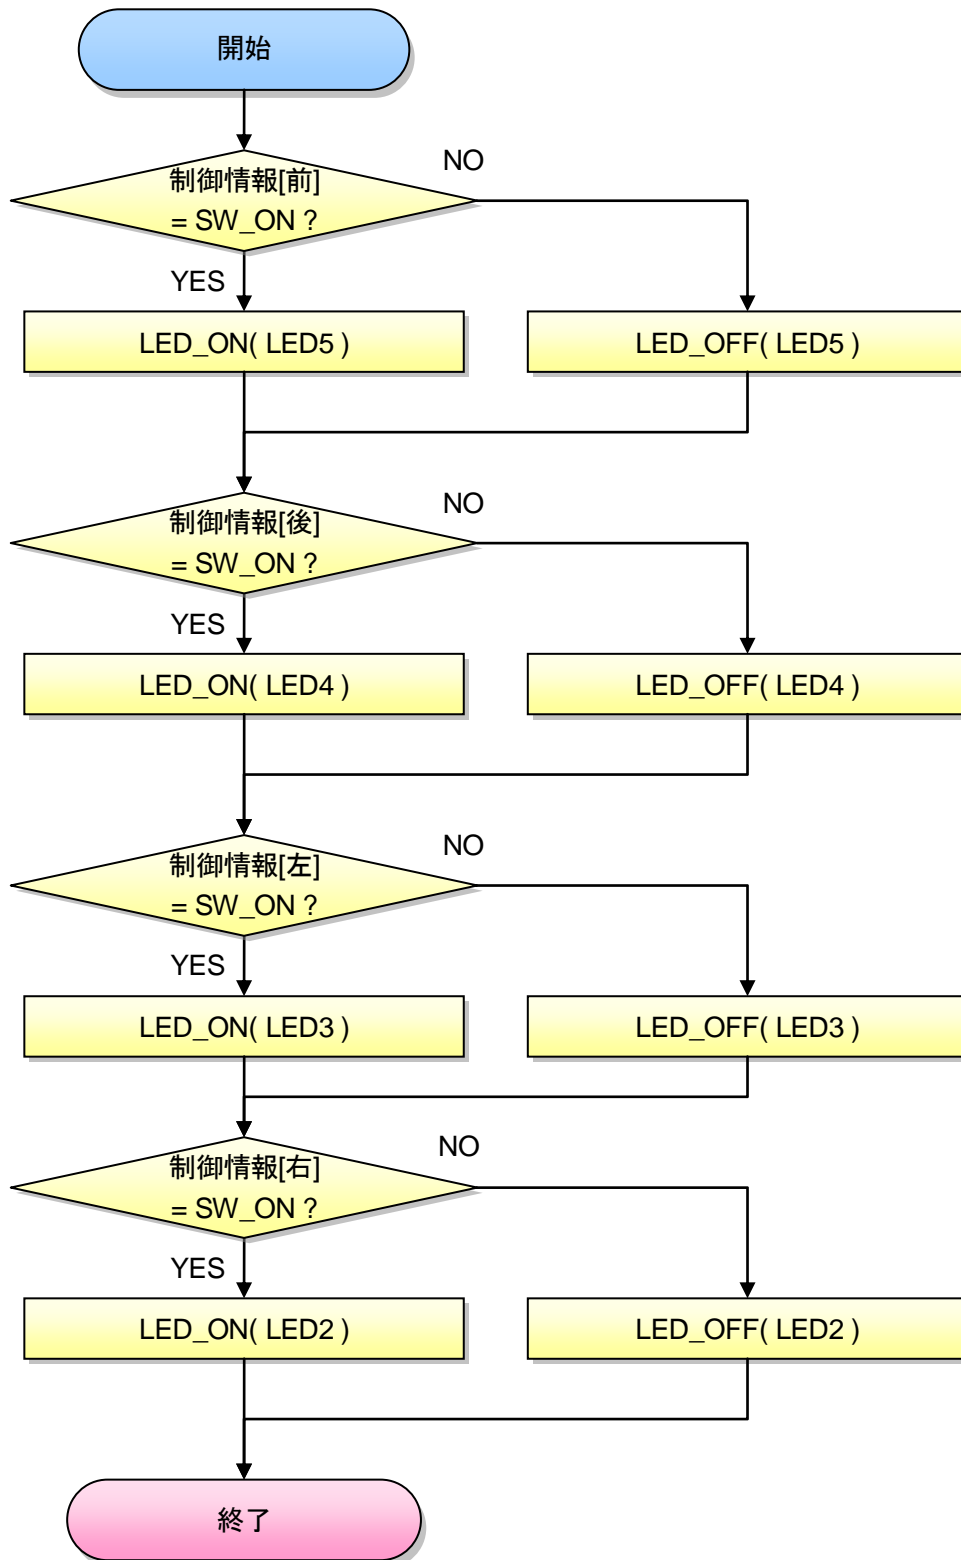 開始
制御情報[前]
= SW_ON ?
NO
YES
LED_ON( LED5 )
LED_OFF( LED5 )
制御情報[後]
= SW_ON ?
NO
YES
LED_ON( LED4 )
LED_OFF( LED4 )
制御情報[左]
= SW_ON ?
NO
YES
LED_ON( LED3 )
LED_OFF( LED3 )
制御情報[右]
= SW_ON ?
NO
YES
LED_ON( LED2 )
LED_OFF( LED2 )
終了